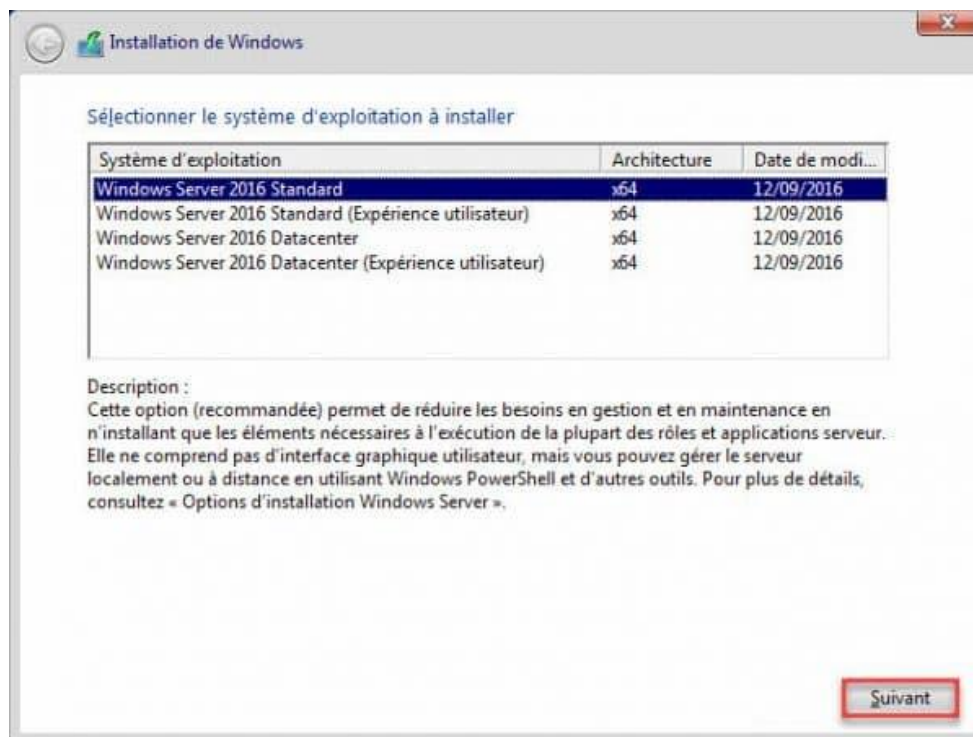 Installation de Windows
Sélectionner le système d'exploitation à installer
Système d'exploitation Architecture Date de modi...
Windows Server 2016 Standard x64 12/09/2016
Windows Server 2016 Standard (Expérience utilisateur) x64 12/09/2016
Windows Server 2016 Datacenter x64 12/09/2016
Windows Server 2016 Datacenter (Expérience utilisateur) x64 12/09/2016
Description :
Cette option (recommandée) permet de réduire les besoins en gestion et en maintenance en
n'installant que les éléments nécessaires à l'exécution de la plupart des rôles et applications serveur.
Elle ne comprend pas d'interface graphique utilisateur, mais vous pouvez gérer le serveur
localement ou à distance en utilisant Windows PowerShell et d'autres outils. Pour plus de détails,
consultez « Options d'installation Windows Server ».
Suivant